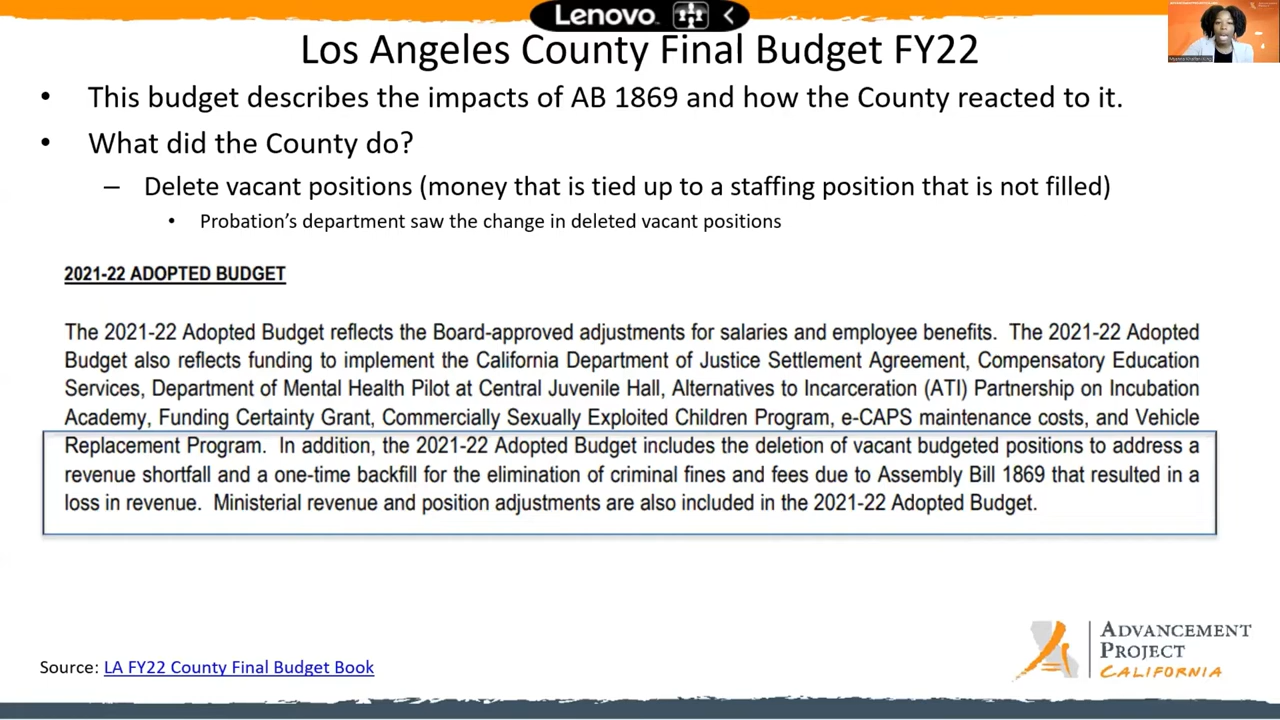 Lenovo
Los Angeles County Final Budget FY22
• This budget describes the impacts of AB 1869 and how the County reacted to it.
• What did the County do?
– Delete vacant positions (money that is tied up to a staffing position that is not filled)
• Probation’s department saw the change in deleted vacant positions
2021-22 ADOPTED BUDGET
The 2021-22 Adopted Budget reflects the Board-approved adjustments for salaries and employee benefits. The 2021-22 Adopted
Budget also reflects funding to implement the California Department of Justice Settlement Agreement, Compensatory Education
Services, Department of Mental Health Pilot at Central Juvenile Hall, Alternatives to Incarceration (ATI) Partnership on Incubation
Academy, Funding Certainty Grant, Commercially Sexually Exploited Children Program, e-CAPS maintenance costs, and Vehicle
Replacement Program. In addition, the 2021-22 Adopted Budget includes the deletion of vacant budgeted positions to address a
revenue shortfall and a one-time backfill for the elimination of criminal fines and fees due to Assembly Bill 1869 that resulted in a
loss in revenue. Ministerial revenue and position adjustments are also included in the 2021-22 Adopted Budget.
Source: LA FY22 County Final Budget Book
ADVANCEMENT
PROJECT
CALIFORNIA